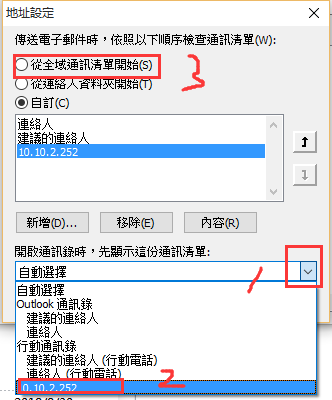 地址設定
傳送電子郵件時，依照以下順序檢查通訊清單(W):
從全域通訊清單開始(S)
從連絡人資料夾開始(T)
自訂(C)
3
連絡人
建議的連絡人
10.10.2.252
新增(D)...
移除(E)
內容(R)
開啟通訊錄時，先顯示這份通訊清單:
自動選擇
1
自動選擇
Outlook 通訊錄
建議的連絡人
連絡人
行動通訊錄
建議的連絡人 (行動電話)
連絡人 (行動電話)
10.10.2.252
2